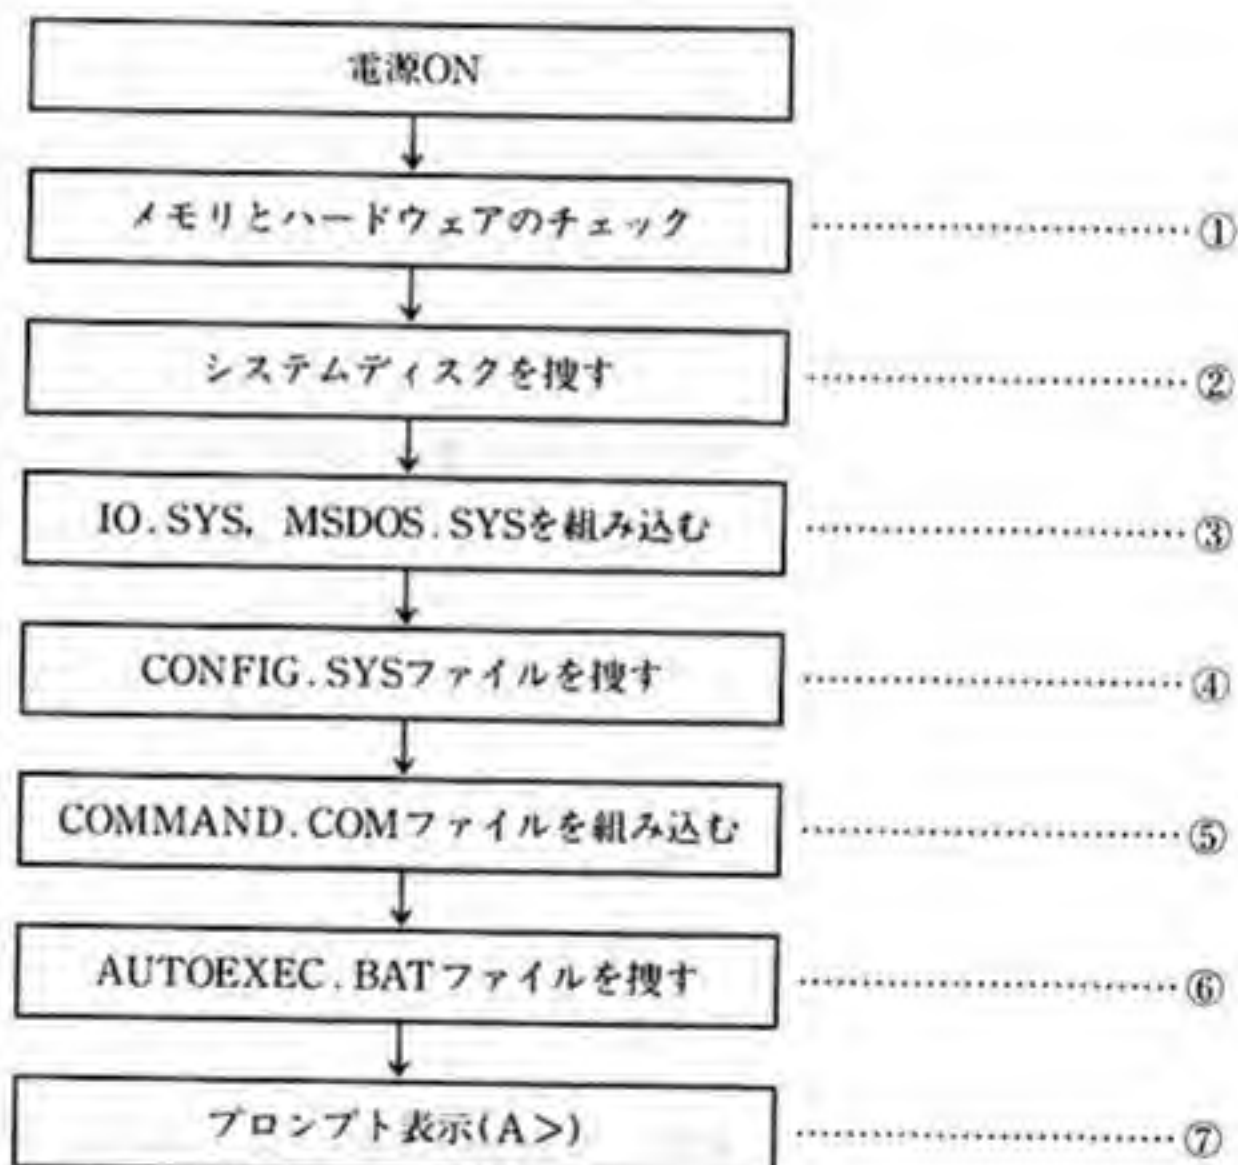 電源ON
メモリとハードウェアのチェック ①
システムディスクを捜す ②
IO.SYS, MSDOS.SYSを組み込む ③
CONFIG.SYSファイルを捜す ④
COMMAND.COMファイルを組み込む ⑤
AUTOEXEC.BATファイルを捜す ⑥
プロンプト表示(A>) ⑦